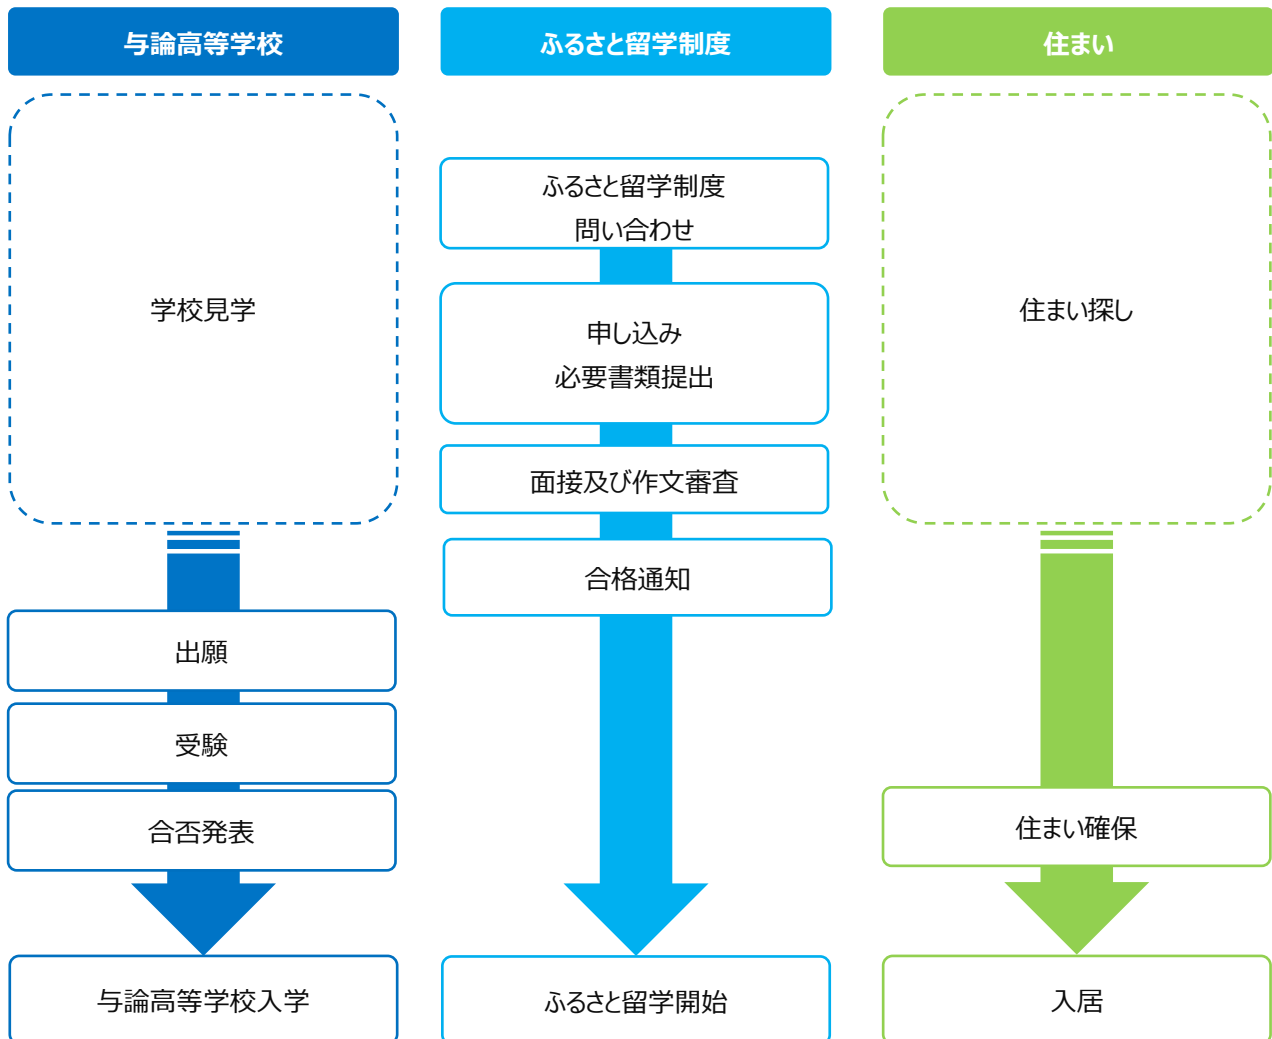 与論高等学校
学校見学
出願
受験
合否発表
与論高等学校入学
ふるさと留学制度
ふるさと留学制度
問い合わせ
申し込み
必要書類提出
面接及び作文審査
合格通知
ふるさと留学開始
住まい
住まい探し
住まい確保
入居